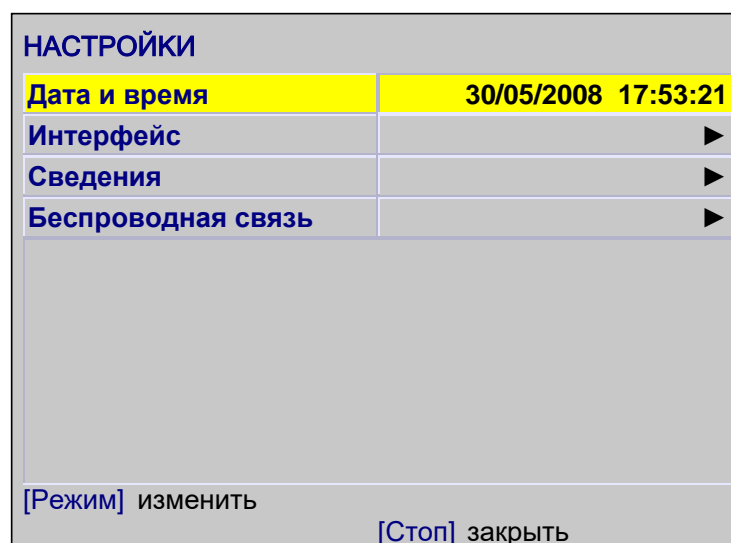 НАСТРОЙКИ
Дата и время 30/05/2008 17:53:21
Интерфейс ►
Сведения ►
Беспроводная связь ►
[Режим] изменить
[Стоп] закрыть